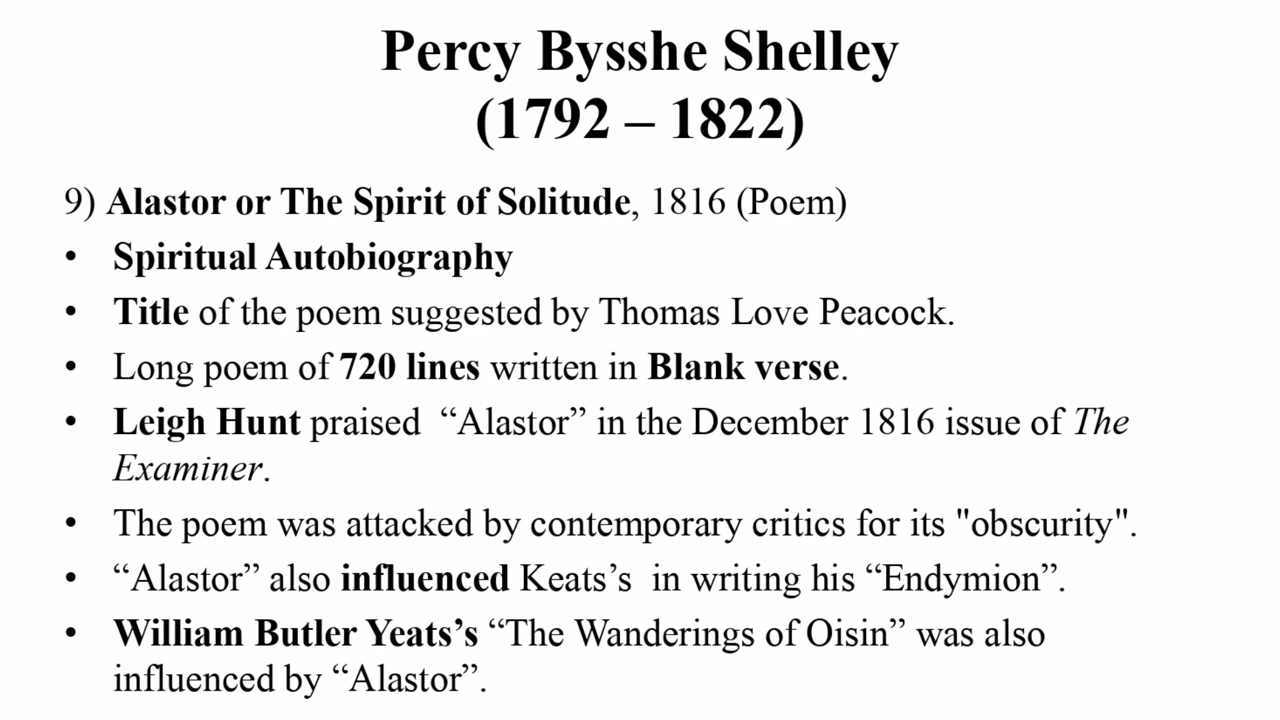 Percy Bysshe Shelley
(1792 – 1822)
9) Alastor or The Spirit of Solitude, 1816 (Poem)
• Spiritual Autobiography
• Title of the poem suggested by Thomas Love Peacock.
• Long poem of 720 lines written in Blank verse.
• Leigh Hunt praised  “Alastor” in the December 1816 issue of The
Examiner.
• The poem was attacked by contemporary critics for its "obscurity".
• “Alastor” also influenced Keats’s  in writing his “Endymion”.
• William Butler Yeats’s “The Wanderings of Oisin” was also
influenced by “Alastor”.